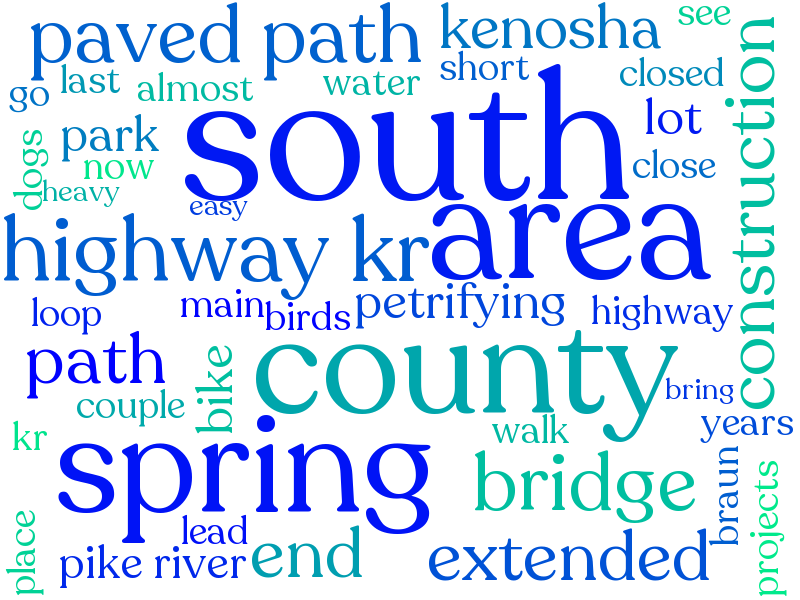 paved path
kenosha
see
last
almost
water
short
closed
go
construction
south
lot
park
dogs
now
close
heavy
easy
area
highway kr
loop
main
birds
petrifying
highway
path
bike
county
bring
couple
kr
walk
years
spring
bridge
braun
projects
place
lead
pike river
end
extended